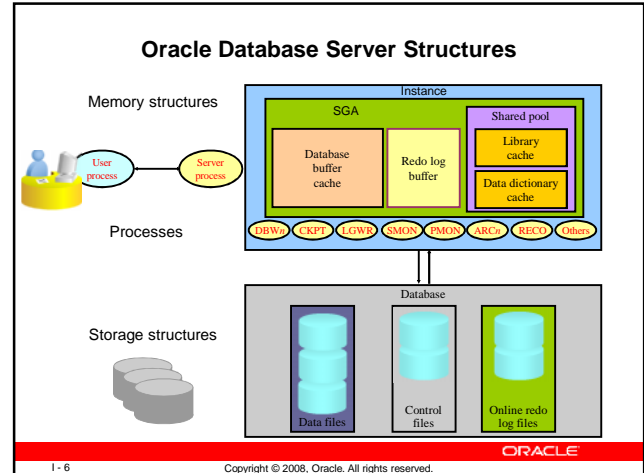 Oracle Database Server Structures
Memory structures
Instance
SGA
Shared pool
Database
buffer
cache
Redo log
buffer
Library
cache
Data dictionary
cache
User
process
Server
process
Processes
DBWn CKPT LGWR SMON PMON ARCn RECO Others
Database
Storage structures
Data files
Control
files
Online redo
log files
ORACLE
I - 6 Copyright © 2008, Oracle. All rights reserved.